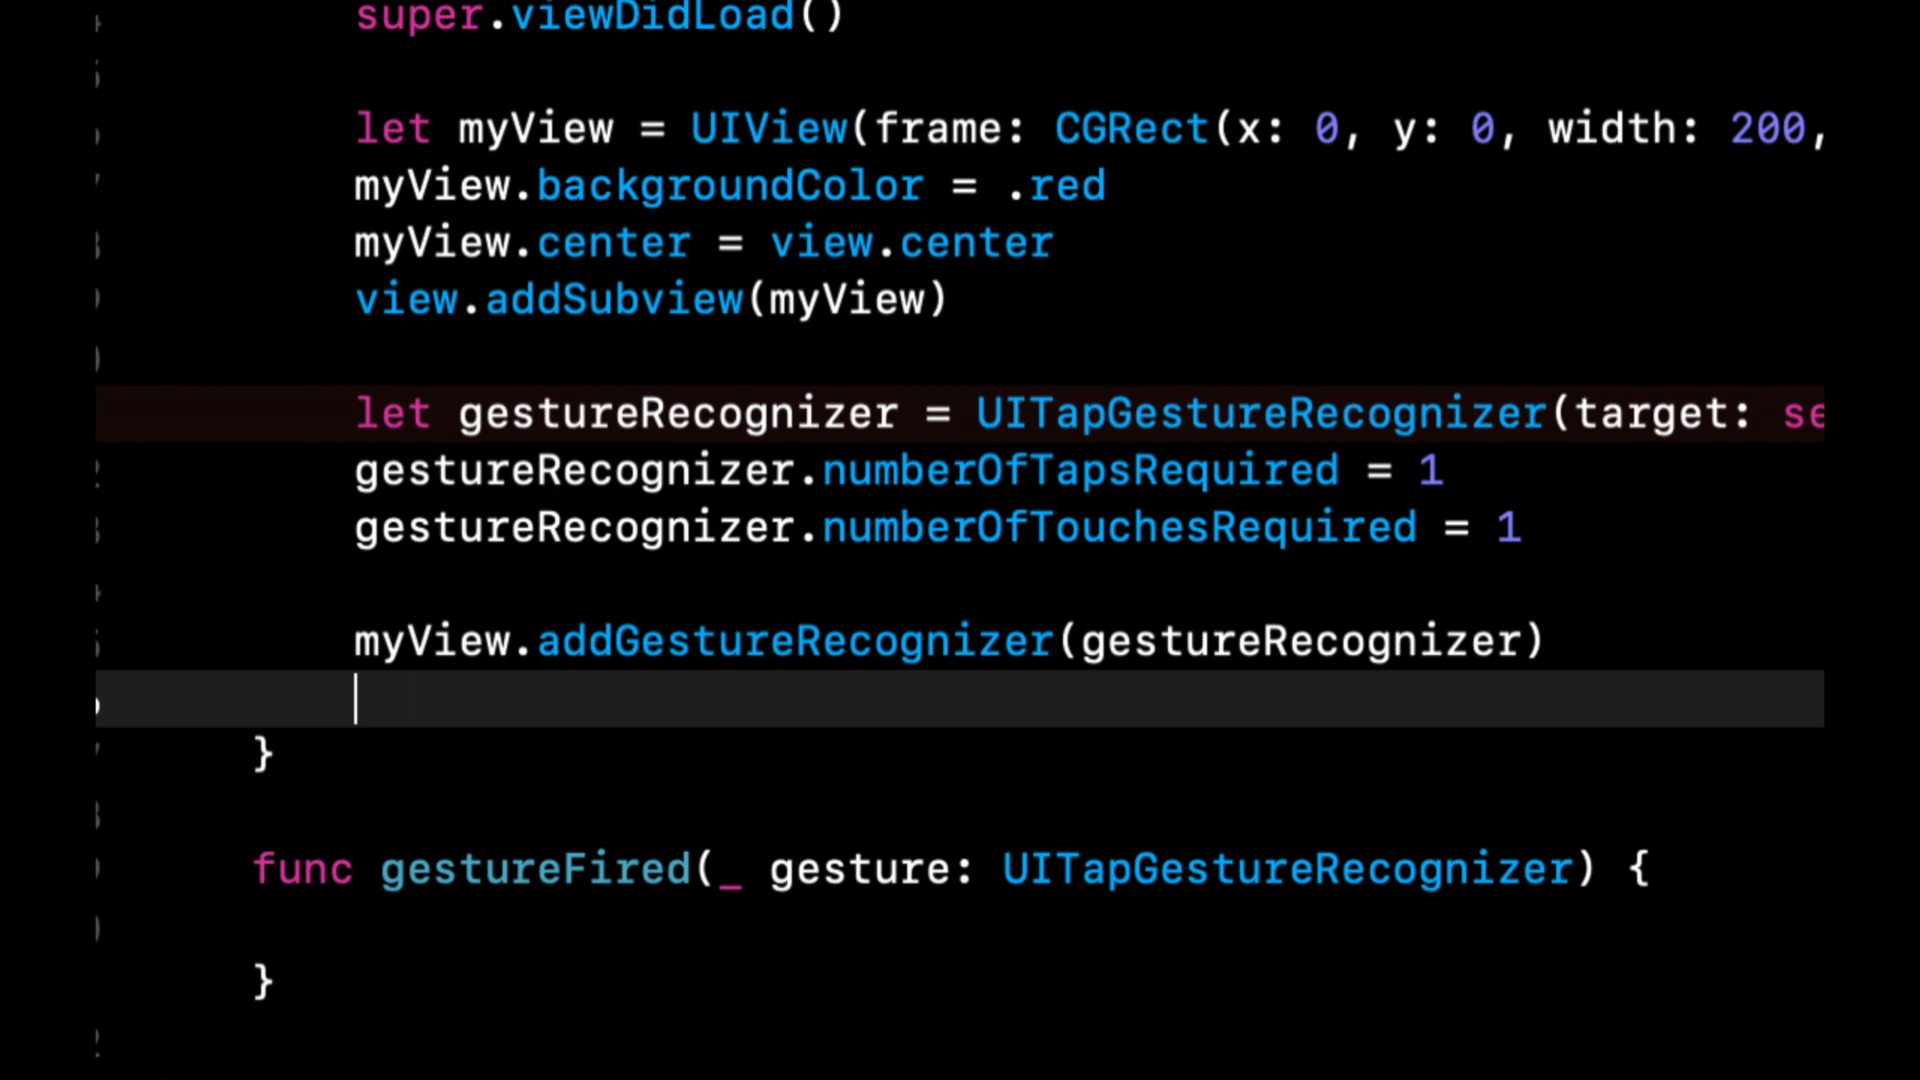 super.viewDidLoad()
let myView = UIView(frame: CGRect(x: 0, y: 0, width: 200,
myView.backgroundColor = .red
myView.center = view.center
view.addSubview(myView)
let gestureRecognizer = UITapGestureRecognizer(target: se
gestureRecognizer.numberOfTapsRequired = 1
gestureRecognizer.numberOfTouchesRequired = 1
myView.addGestureRecognizer(gestureRecognizer)
}
func gestureFired(_ gesture: UITapGestureRecognizer) {
}